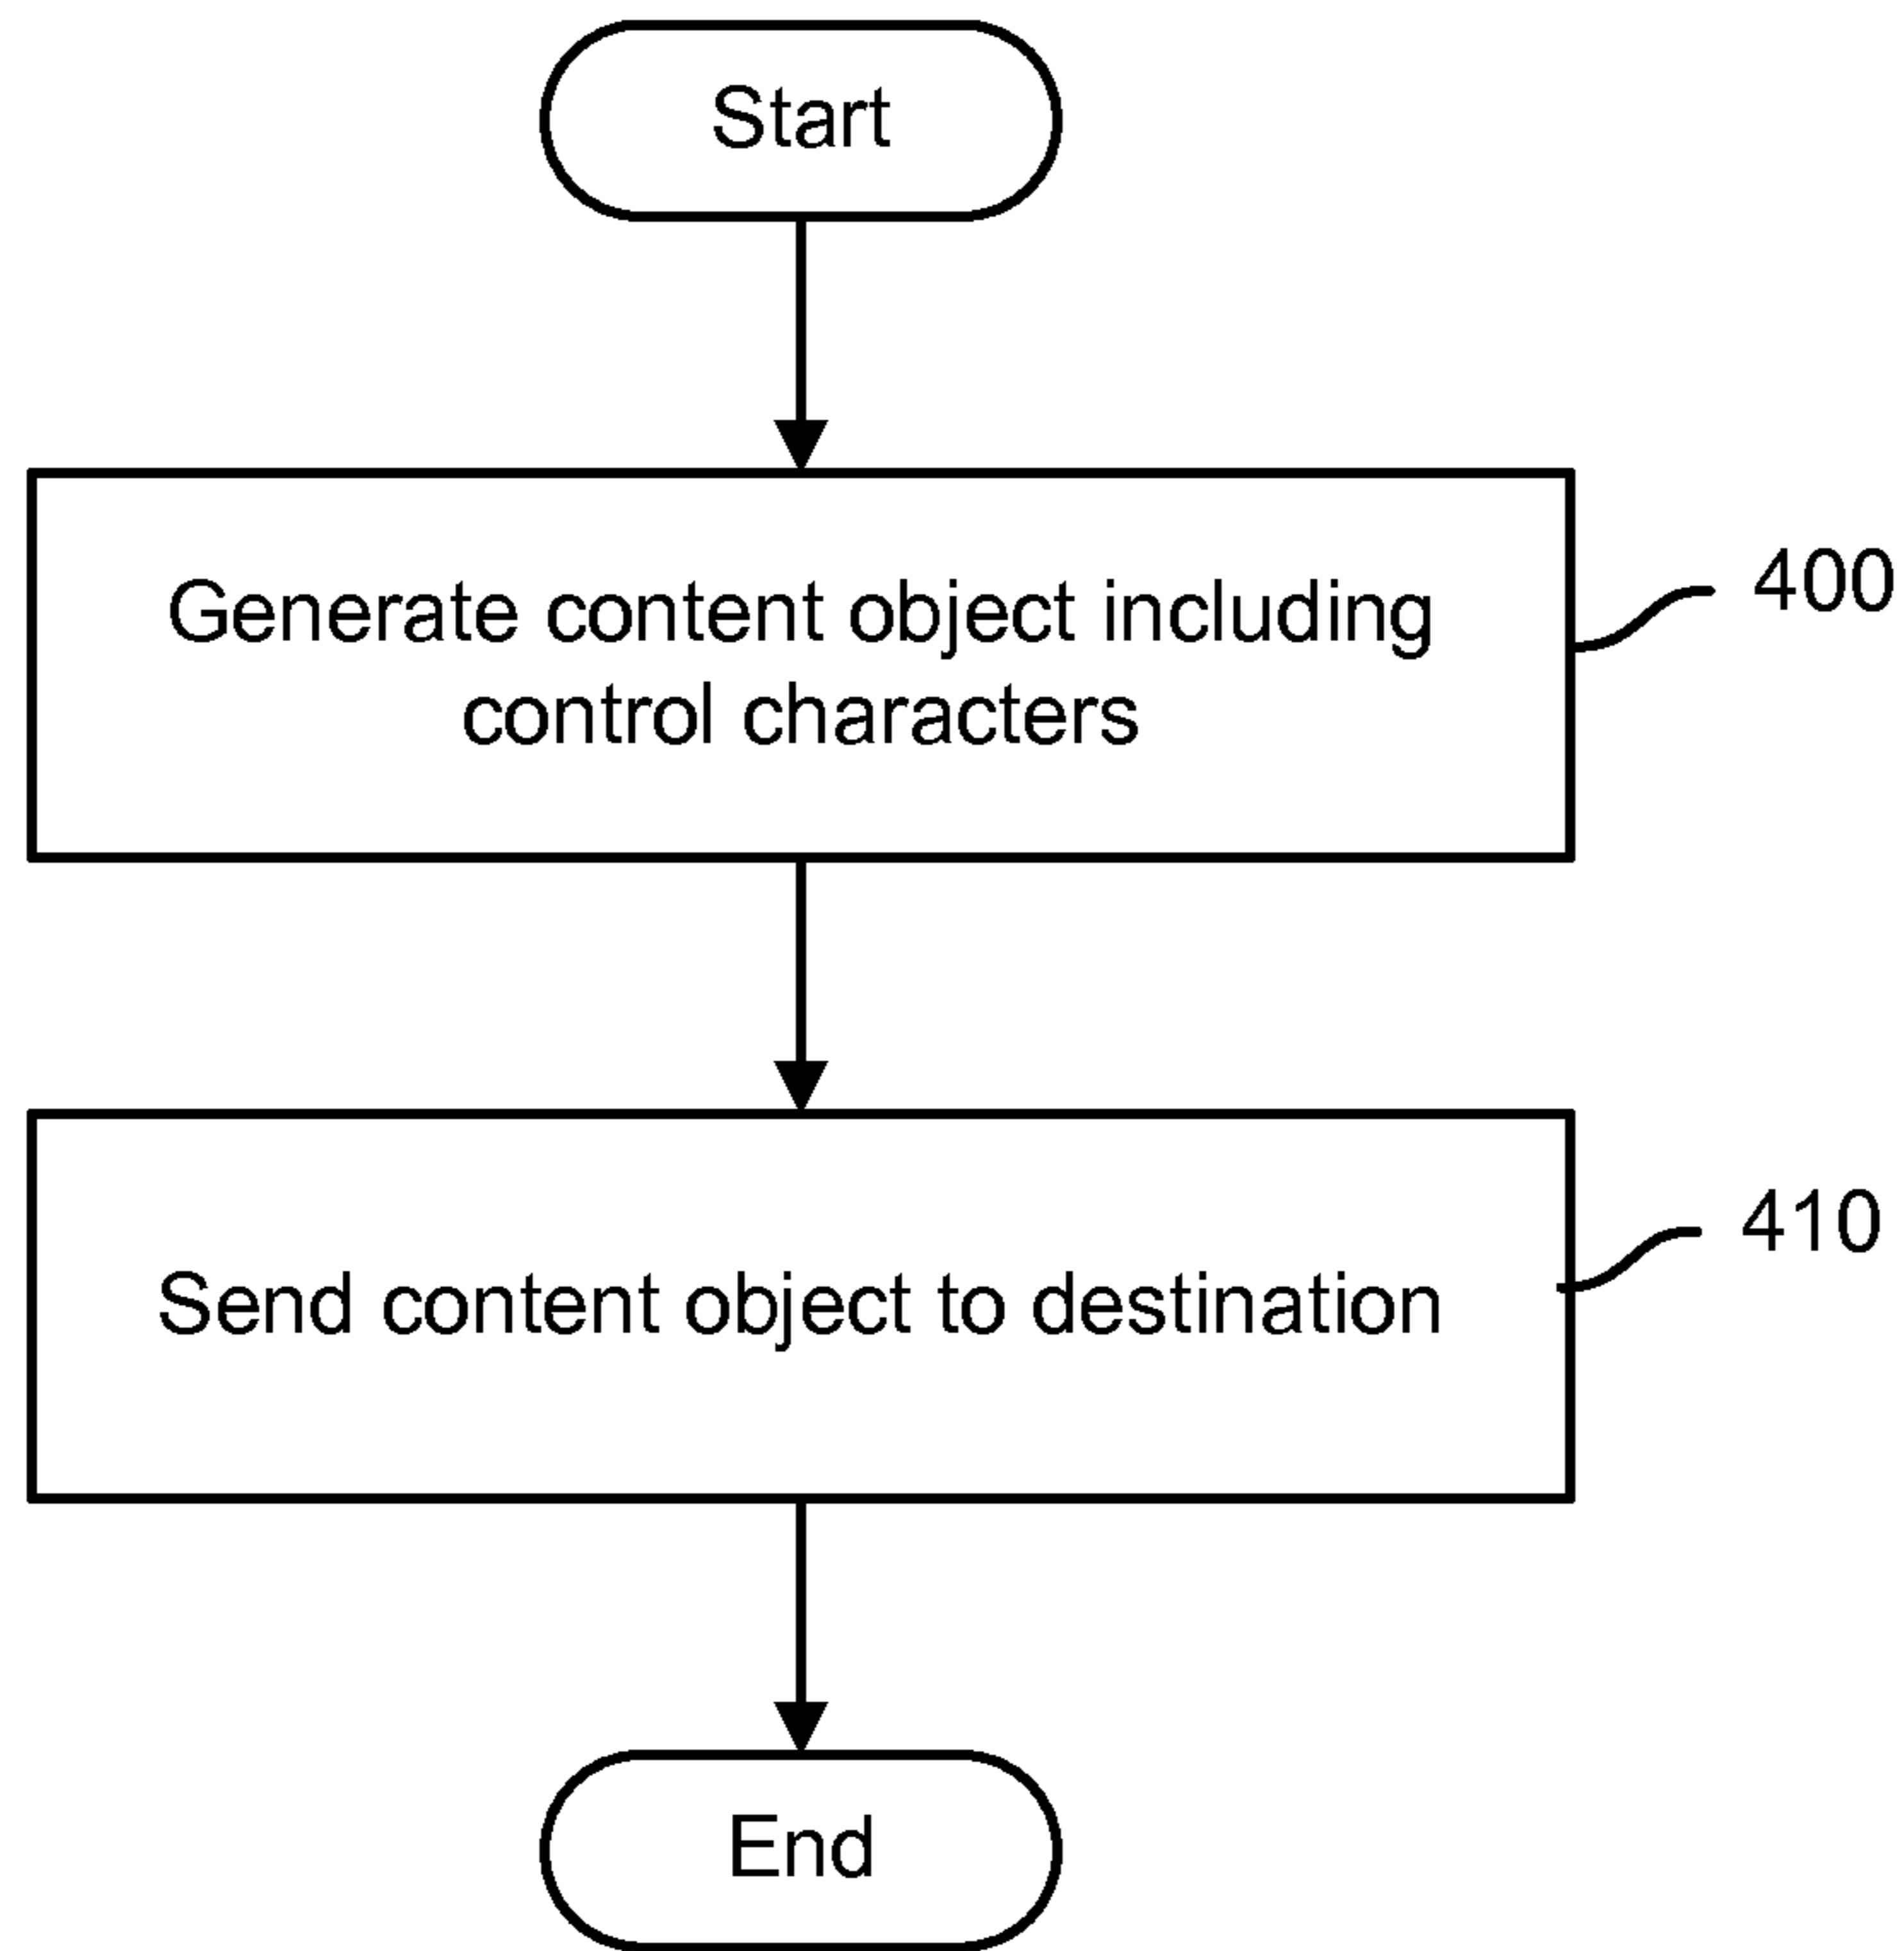 Start
Generate content object including
control characters
400
Send content object to destination
410
End